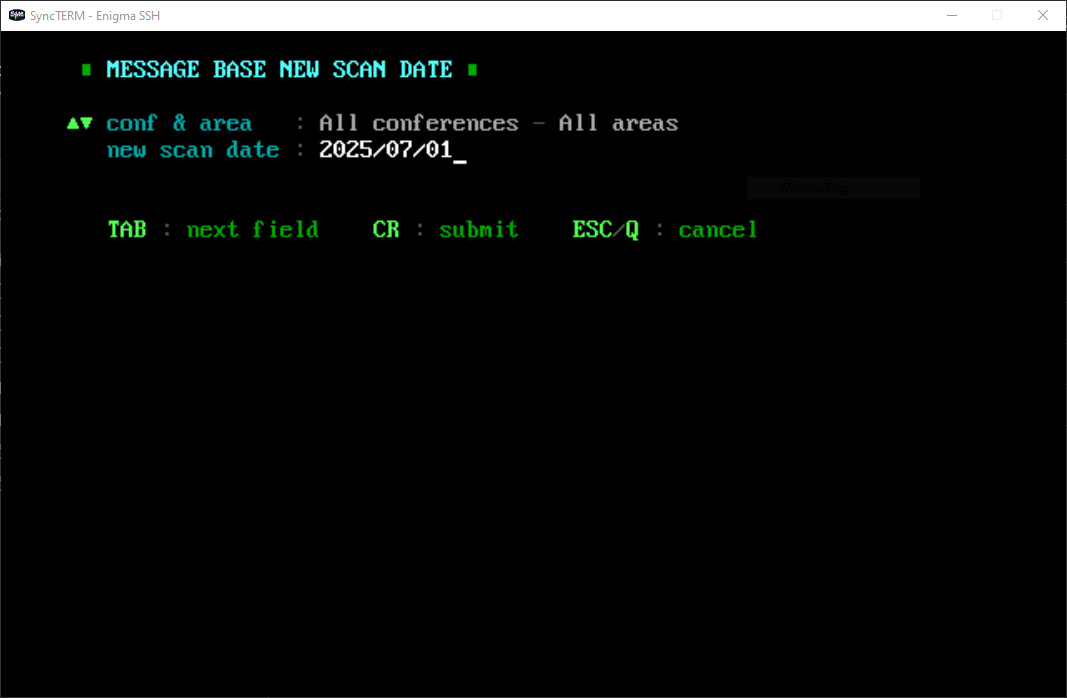 SyncTERM - Enigma SSH
MESSAGE BASE NEW SCAN DATE
conf & area : All conferences - All areas
new scan date : 2025/07/01_
TAB : next field CR : submit ESC/Q : cancel